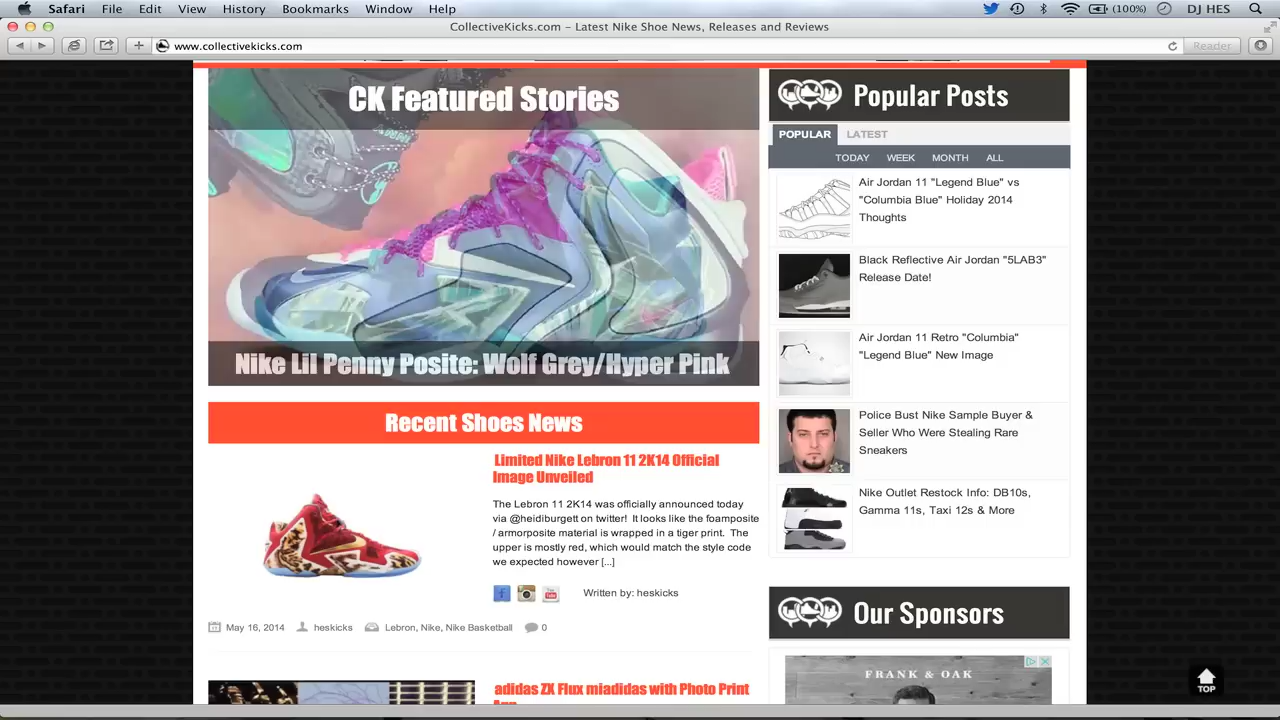 Safari File Edit View History Bookmarks Window Help (100%) DJ HES
CollectiveKicks.com – Latest Nike Shoe News, Releases and Reviews
www.collectivekicks.com
Reader
CK Featured Stories
Nike Lil Penny Posite: Wolf Grey/Hyper Pink
Recent Shoes News
Limited Nike Lebron 11 2K14 Official
Image Unveiled
The Lebron 11 2K14 was officially announced today
via @heidiburgett on twitter! It looks like the foamposite
/ armorposite material is wrapped in a tiger print. The
upper is mostly red, which would match the style code
we expected however [...]
Written by: heskicks
May 16, 2014 heskicks Lebron, Nike, Nike Basketball 0
adidas ZX Flux miadidas with Photo Print
Popular Posts
POPULAR LATEST
TODAY WEEK MONTH ALL
Air Jordan 11 "Legend Blue" vs
"Columbia Blue" Holiday 2014
Thoughts
Black Reflective Air Jordan "5LAB3"
Release Date!
Air Jordan 11 Retro "Columbia"
"Legend Blue" New Image
Police Bust Nike Sample Buyer &
Seller Who Were Stealing Rare
Sneakers
Nike Outlet Restock Info: DB10s,
Gamma 11s, Taxi 12s & More
Our Sponsors
FRANK & OAK
TOP